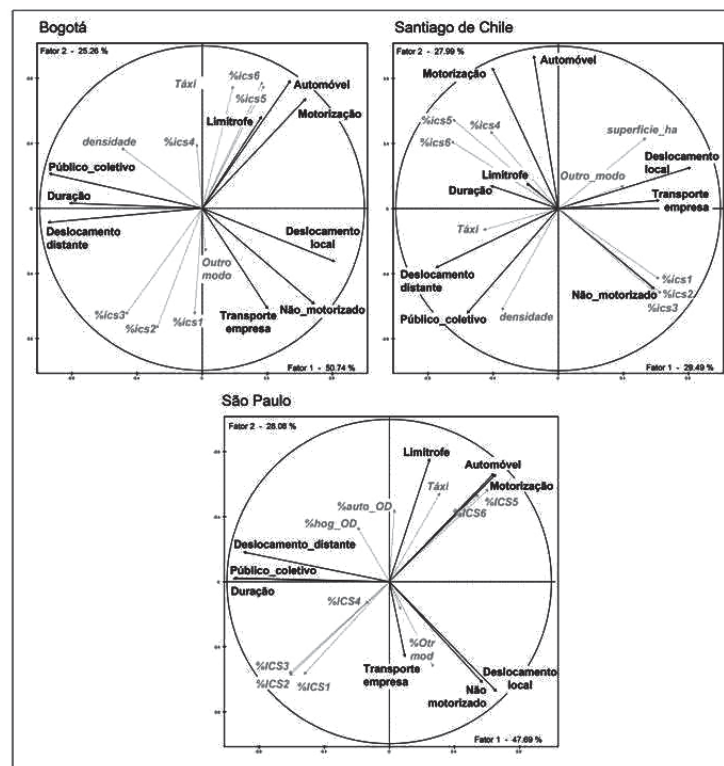 Bogotá
Fator 2 - 25.26 %
%ics6
Táxi
Automóvel
%ics5
Limítrofe
Motorização
densidade
%ics4
Público_coletivo
Duração
Deslocamento
distante
Deslocamento
local
Outro
modo
%ics3
%ics2
%ics1
Não_motorizado
Transporte
empresa
Fator 1 - 50.74 %
Santiago de Chile
Fator 2 - 27.99 %
Automóvel
Motorização
%ics5
%ics4
%ics6
superfície_ha
Deslocamento
local
Limítrofe
Outro_modo
Duração
Transporte
empresa
Táxi
Deslocamento
distante
%ics1
Não_motorizado
%ics2
%ics3
Público_coletivo
densidade
Fator 1 - 29.49 %
São Paulo
Fator 2 - 28.08 %
Limítrofe
Automóvel
Táxi
Motorização
%ICS5
%ICS6
%auto_OD
%hog_OD
Deslocamento_distante
Público_coletivo
Duração
%ICS4
%Otr
mod
%ICS3
%ICS2
%ICS1
Transporte
empresa
Deslocamento
local
Não
motorizado
Fator 1 - 47.69 %